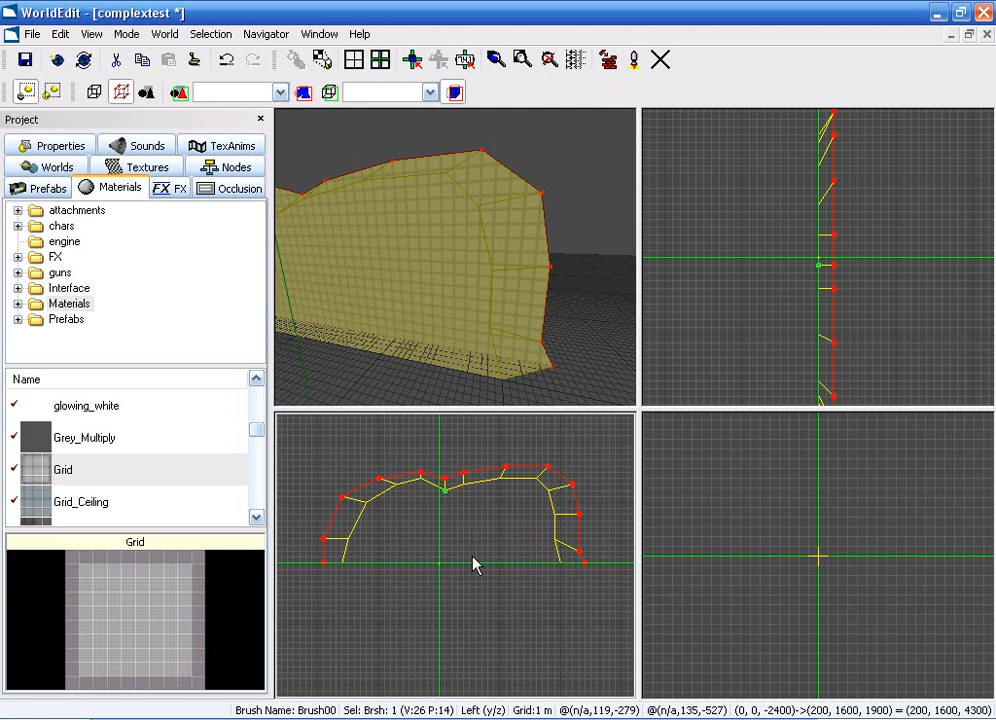 WorldEdit - [complextest *]
File Edit View Mode World Selection Navigator Window Help
Project
Properties Sounds TexAnims
Worlds Textures Nodes
Prefabs Materials FX FX Occlusion
attachments
chars
engine
FX
guns
Interface
Materials
Prefabs
Name
glowing_white
Grey_Multiply
Grid
Grid_Ceiling
Grid
Brush Name: Brush00 Sel: Brsh: 1 (V:26 P:14) Left (y/z) Grid:1 m @(n/a,119,-279) @(n/a,135,-527) (0, 0, -2400)->(200, 1600, 1900) = (200, 1600, 4300)